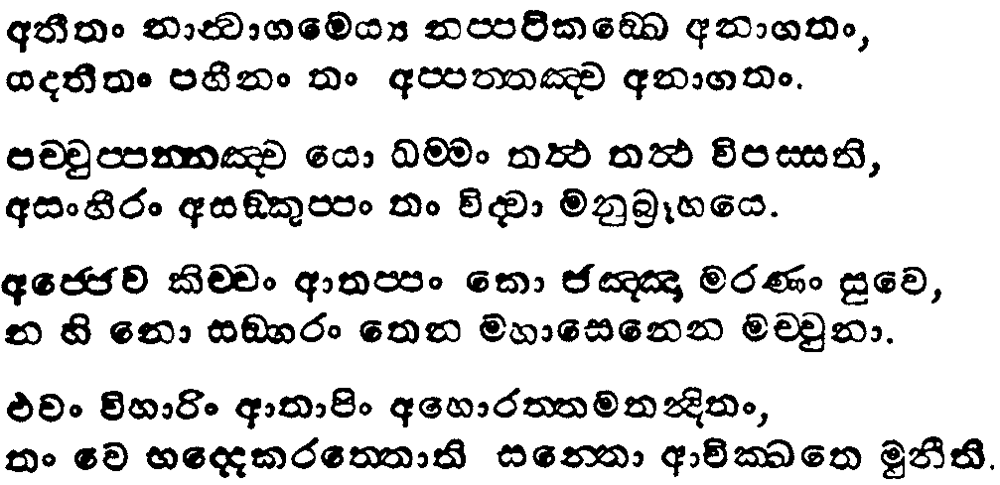 අතීතං නාන්වාගමෙය්‍ය නප්පටිකඞ්ඛෙ අනාගතං,
යදතීතං පහීනං තං අප්පත්තඤ්ච අනාගතං.
පච්චුප්පන්නඤ්ච යො ධම්මං තත්‍ථ තත්‍ථ විපස්සති,
අසංහීරං අසඞ්කුප්පං තං විද්වා මනුබ්‍රෑහයෙ.
අජ්ජෙව කිච්චං ආතප්පං කො ජඤ්ඤා මරණං සුවෙ,
න හි නො සඞ්ගරං තෙන මහාසෙනෙන මච්චුනා.
එවං විහාරිං ආතාපිං අහොරත්තමතන්‍දිතං,
තං වෙ භද්දෙකරත්තොති සන්තො ආචික්ඛතෙ මුනීති.